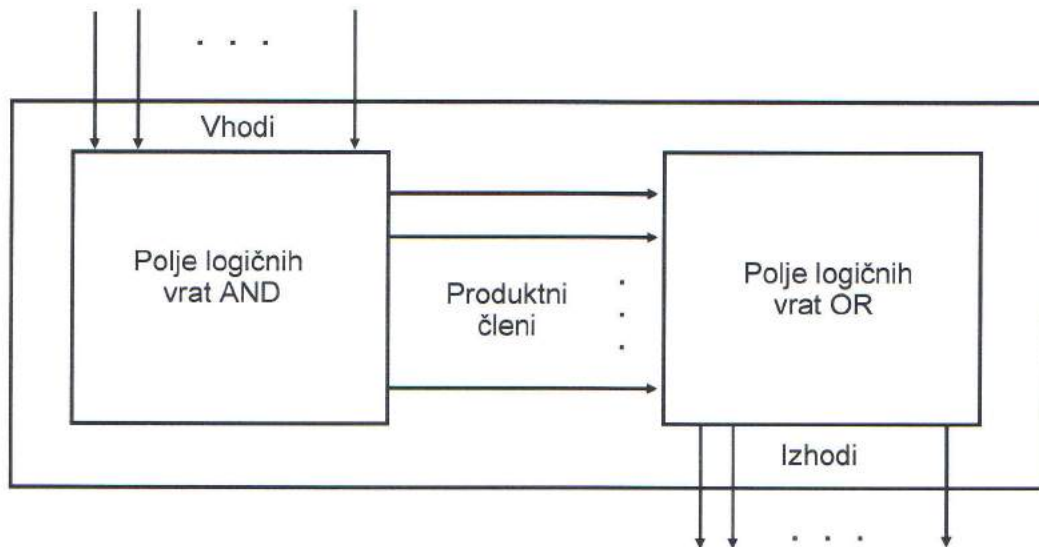 . . .
Vhodi
Polje logičnih
vrat AND
Produktni
členi
. . .
Polje logičnih
vrat OR
Izhodi
. . .